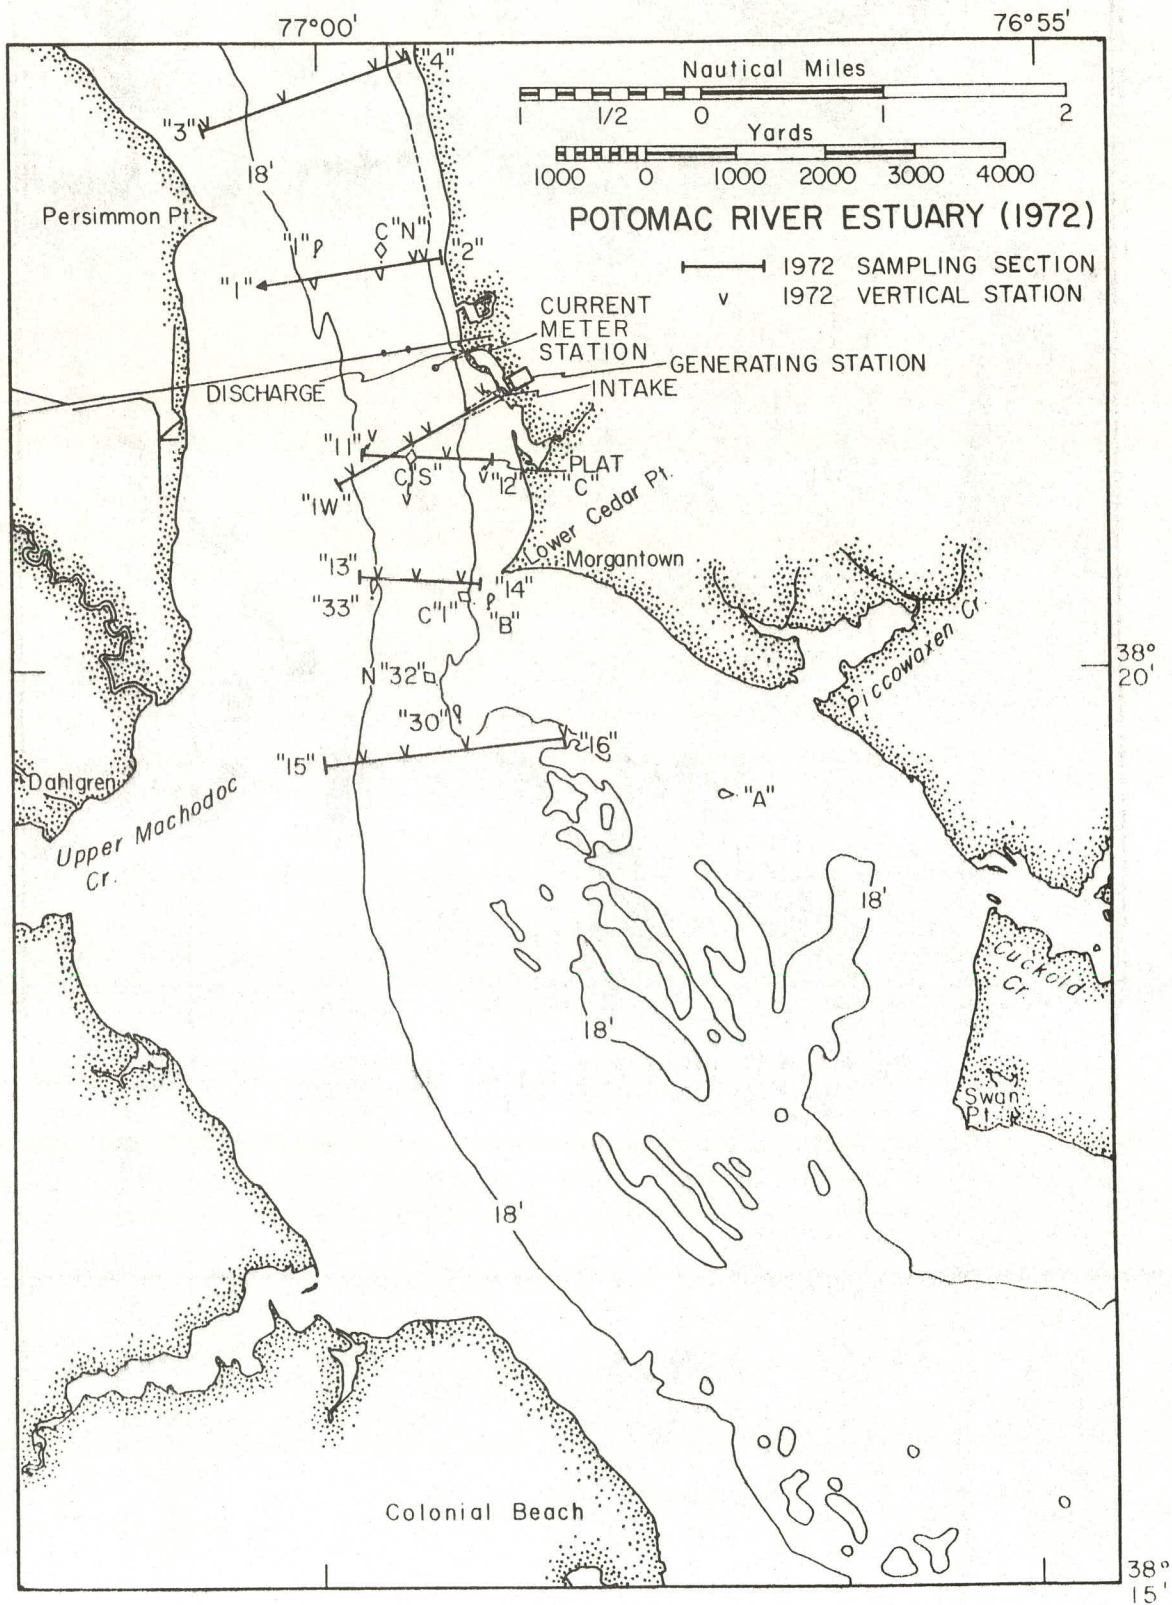 77°00'
76°55'
"4"
Nautical Miles
1 1/2 0 1 2
"3"
Yards
1000 0 1000 2000 3000 4000
18'
Persimmon Pt.
POTOMAC RIVER ESTUARY (1972)
"1"
C "N"
"2"
"1"
1972 SAMPLING SECTION
v 1972 VERTICAL STATION
CURRENT
METER
STATION
GENERATING STATION
DISCHARGE
INTAKE
"11"
C "S"
"12"
PLAT
"C"
"1W"
Lower Cedar Pt.
Morgantown
"13"
"14"
"33"
C "1"
"B"
Piccowaxen Cr.
38°
20'
N "32"
"30"
"15"
"16"
Dahlgren
"A"
Upper Machodoc
Cr.
18'
Cuckold
Cr.
18'
Swan
Pt.
18'
Colonial Beach
38°
15'